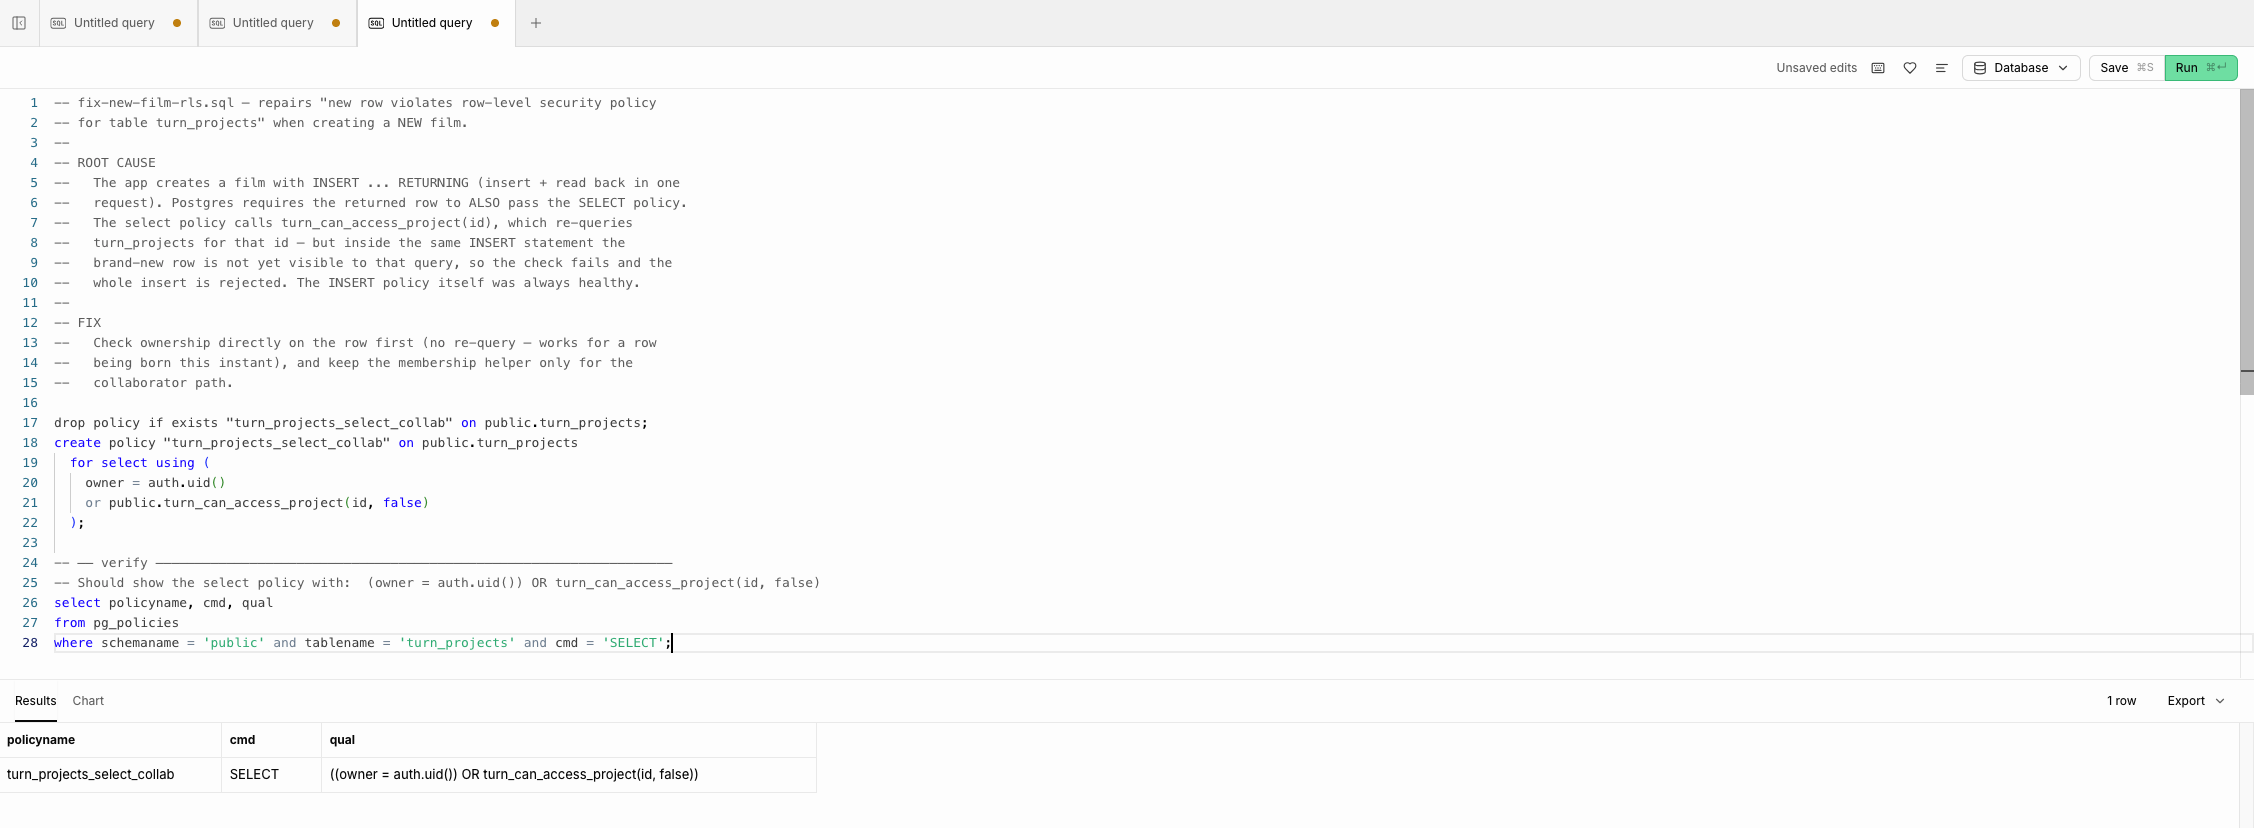 Untitled query
Untitled query
Untitled query
Unsaved edits
Database
Save ⌘S
Run ⌘↵
1 -- fix-new-film-rls.sql — repairs "new row violates row-level security policy
2 -- for table turn_projects" when creating a NEW film.
3 --
4 -- ROOT CAUSE
5 --   The app creates a film with INSERT ... RETURNING (insert + read back in one
6 --   request). Postgres requires the returned row to ALSO pass the SELECT policy.
7 --   The select policy calls turn_can_access_project(id), which re-queries
8 --   turn_projects for that id — but inside the same INSERT statement the
9 --   brand-new row is not yet visible to that query, so the check fails and the
10 --   whole insert is rejected. The INSERT policy itself was always healthy.
11 --
12 -- FIX
13 --   Check ownership directly on the row first (no re-query — works for a row
14 --   being born this instant), and keep the membership helper only for the
15 --   collaborator path.
16
17 drop policy if exists "turn_projects_select_collab" on public.turn_projects;
18 create policy "turn_projects_select_collab" on public.turn_projects
19   for select using (
20     owner = auth.uid()
21     or public.turn_can_access_project(id, false)
22   );
23
24 -- —— verify ——————————————————————————————————
25 -- Should show the select policy with:  (owner = auth.uid()) OR turn_can_access_project(id, false)
26 select policyname, cmd, qual
27 from pg_policies
28 where schemaname = 'public' and tablename = 'turn_projects' and cmd = 'SELECT';
Results Chart
1 row
Export
policyname cmd qual
turn_projects_select_collab SELECT ((owner = auth.uid()) OR turn_can_access_project(id, false))